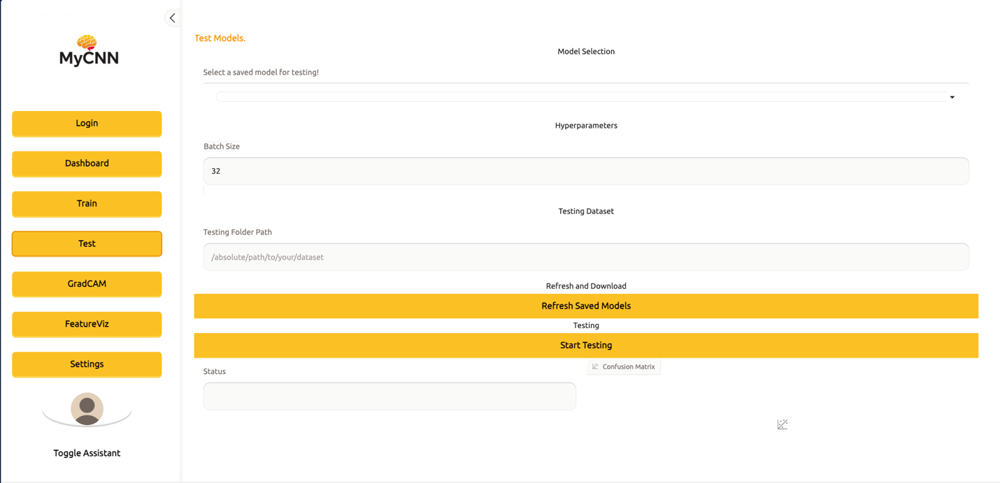 MyCNN
Login
Dashboard
Train
Test
GradCAM
FeatureViz
Settings
Toggle Assistant
Test Models.
Model Selection
Select a saved model for testing!
Hyperparameters
Batch Size
32
Testing Dataset
Testing Folder Path
/absolute/path/to/your/dataset
Refresh and Download
Refresh Saved Models
Testing
Start Testing
Status
Confusion Matrix